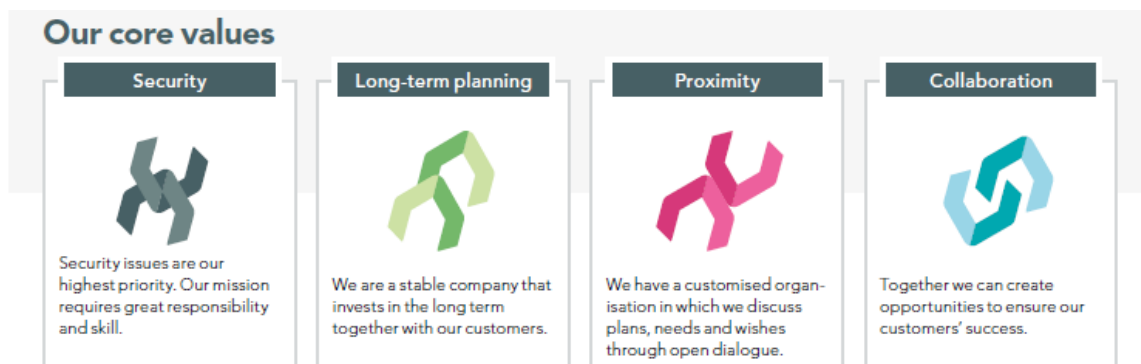 Our core values
Security
Security issues are our
highest priority. Our mission
requires great responsibility
and skill.
Long-term planning
We are a stable company that
invests in the long term
together with our customers.
Proximity
We have a customised organ-
isation in which we discuss
plans, needs and wishes
through open dialogue.
Collaboration
Together we can create
opportunities to ensure our
customers' success.